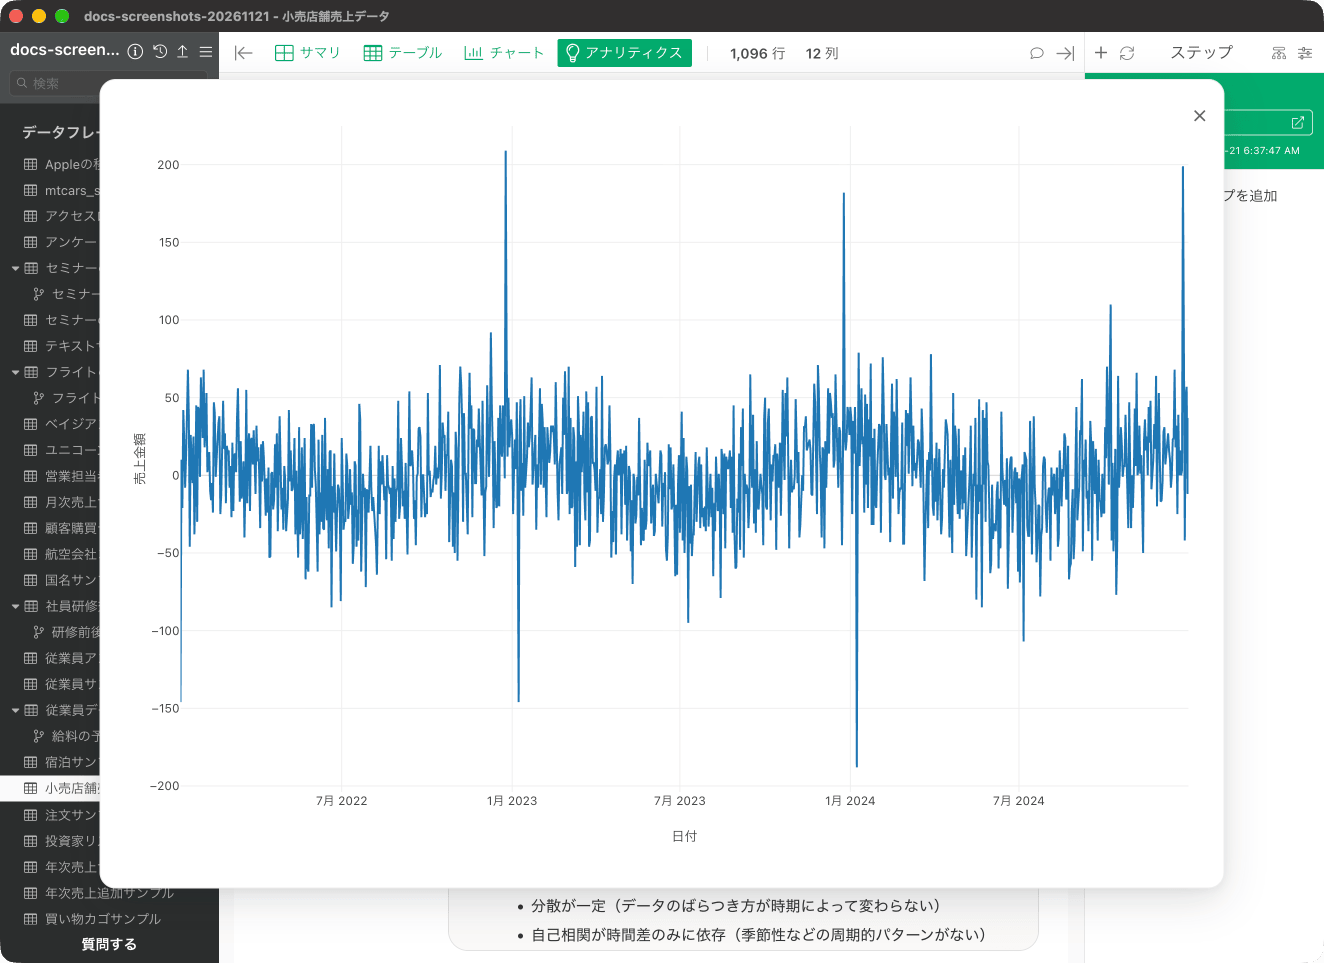 docs-screenshots-20261121 - 小売店舗売上データ
docs-screen...
サマリ
テーブル
チャート
アナリティクス
1,096 行
12 列
ステップ
検索
データフレー
Appleの
mtcars_s
アクセス
アンケー
セミナー
セミナー
セミナー
テキスト
フライト
フライト
ベイジア
ユニコー
営業担当
月次売上
顧客購買
航空会社
国名サン
社員研修
研修前後
従業員ア
従業員サ
従業員デ
給料の予
宿泊サン
小売店舗
注文サン
投資家リ
年次売上
年次売上追加サンプル
買い物カゴサンプル
質問する
-21 6:37:47 AM
プを追加
200
150
100
50
0
−50
−100
−150
−200
売上金額
7月 2022
1月 2023
7月 2023
1月 2024
7月 2024
日付
• 分散が一定（データのばらつき方が時期によって変わらない）
• 自己相関が時間差のみに依存（季節性などの周期的パターンがない）